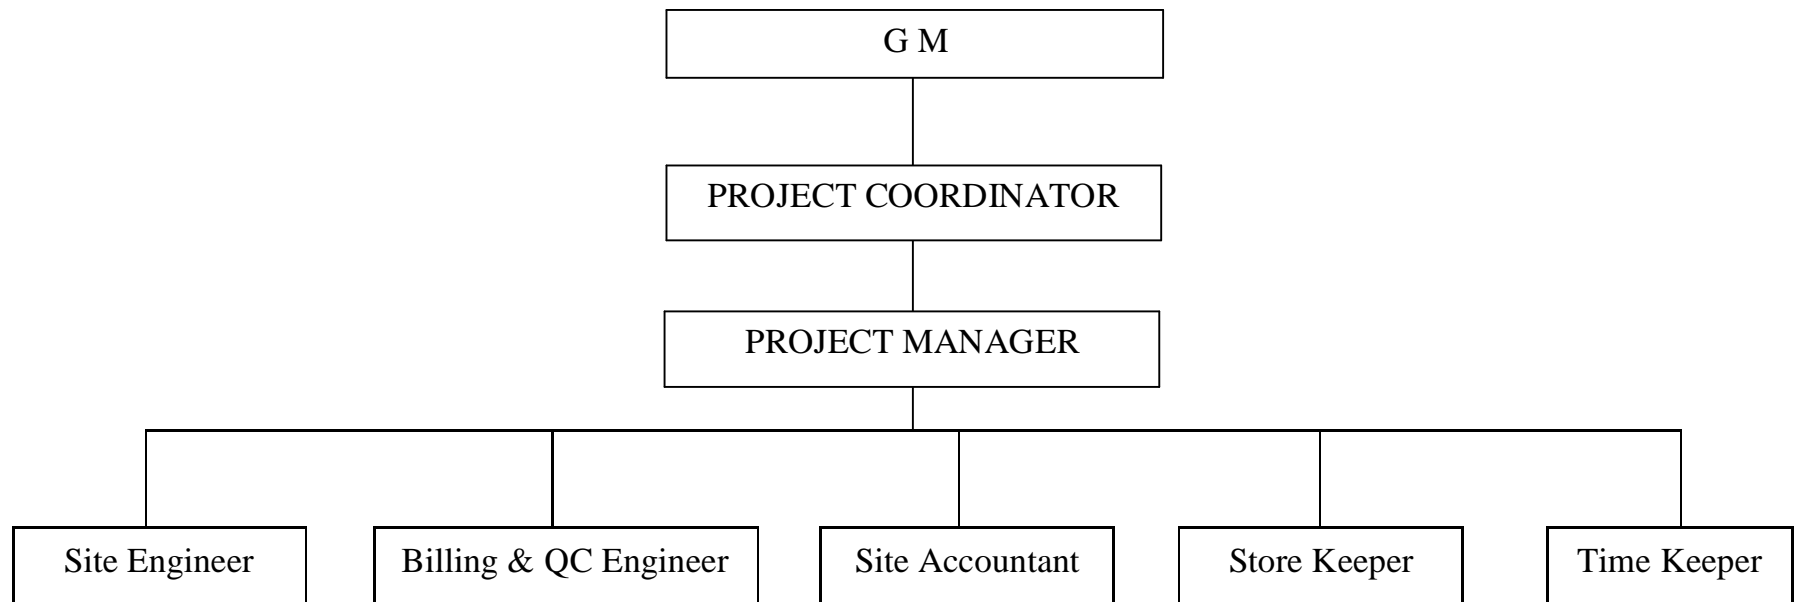 G M
PROJECT COORDINATOR
PROJECT MANAGER
Site Engineer
Billing & QC Engineer
Site Accountant
Store Keeper
Time Keeper